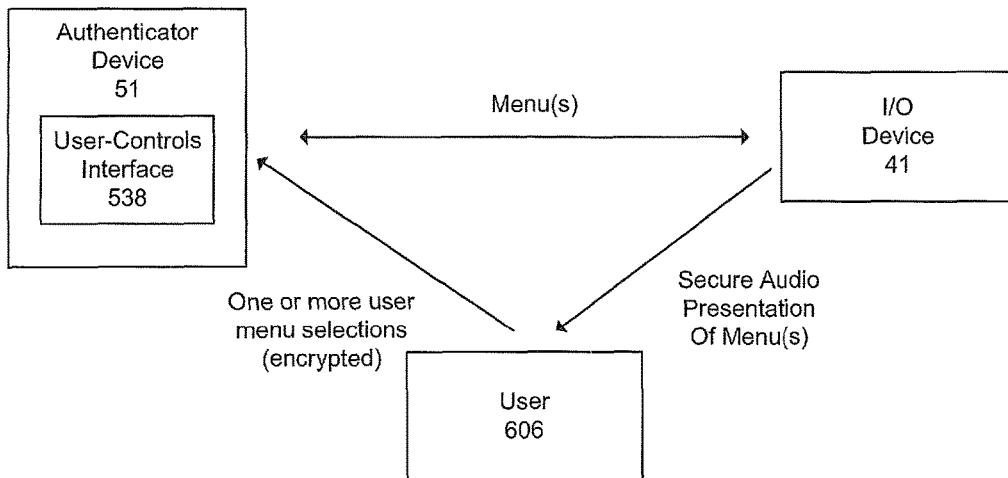 Authenticator
Device
51
User-Controls
Interface
538
Menu(s)
I/O
Device
41
One or more user
menu selections
(encrypted)
Secure Audio
Presentation
Of Menu(s)
User
606